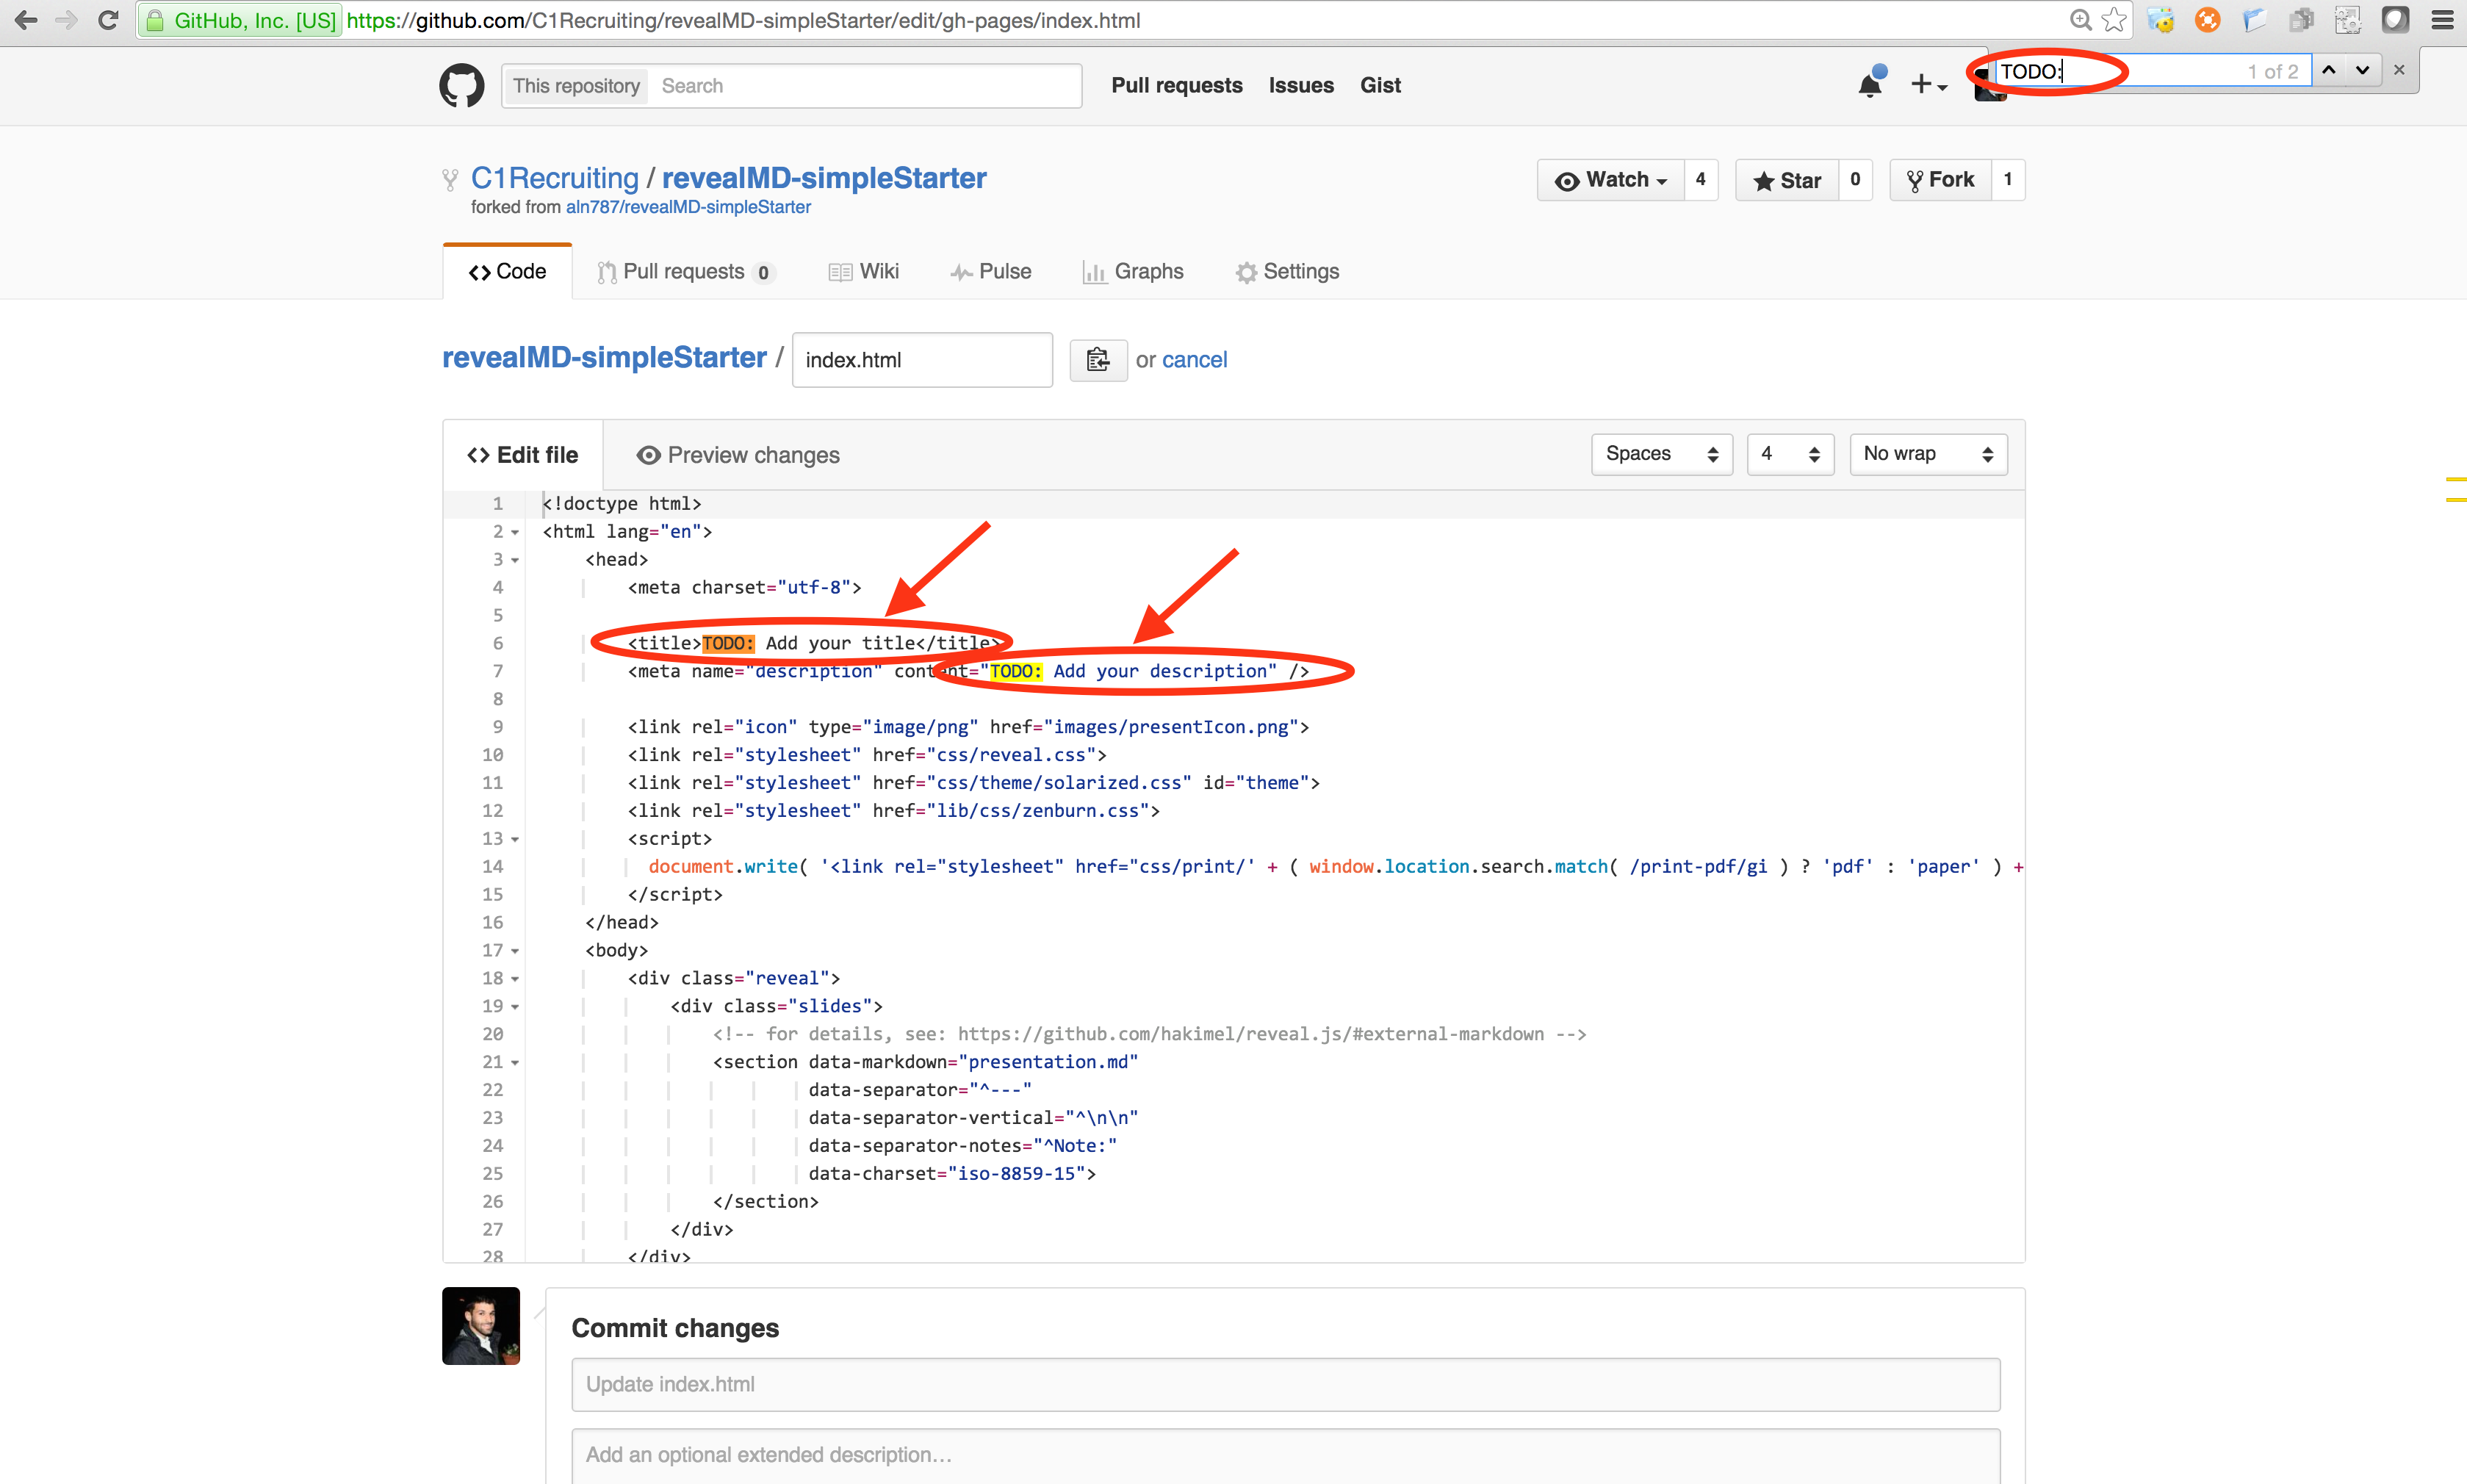 GitHub, Inc. [US] https://github.com/C1Recruiting/revealMD-simpleStarter/edit/gh-pages/index.html
TODO: 1 of 2
This repository Search Pull requests Issues Gist
C1Recruiting / revealMD-simpleStarter
Watch 4 Star 0 Fork 1
forked from aln787/revealMD-simpleStarter
Code Pull requests 0 Wiki Pulse Graphs Settings
revealMD-simpleStarter / index.html or cancel
Edit file Preview changes Spaces 4 No wrap
1 <!doctype html>
2 <html lang="en">
3 <head>
4 <meta charset="utf-8">
5
6 <title>TODO: Add your title</title>
7 <meta name="description" content="TODO: Add your description" />
8
9 <link rel="icon" type="image/png" href="images/presentIcon.png">
10 <link rel="stylesheet" href="css/reveal.css">
11 <link rel="stylesheet" href="css/theme/solarized.css" id="theme">
12 <link rel="stylesheet" href="lib/css/zenburn.css">
13 <script>
14 document.write( '<link rel="stylesheet" href="css/print/' + ( window.location.search.match( /print-pdf/gi ) ? 'pdf' : 'paper' ) +
15 </script>
16 </head>
17 <body>
18 <div class="reveal">
19 <div class="slides">
20 <!-- for details, see: https://github.com/hakimel/reveal.js/#external-markdown -->
21 <section data-markdown="presentation.md"
22 data-separator="^---"
23 data-separator-vertical="^\n\n"
24 data-separator-notes="^Note:"
25 data-charset="iso-8859-15">
26 </section>
27 </div>
28 </div>
Commit changes
Update index.html
Add an optional extended description…